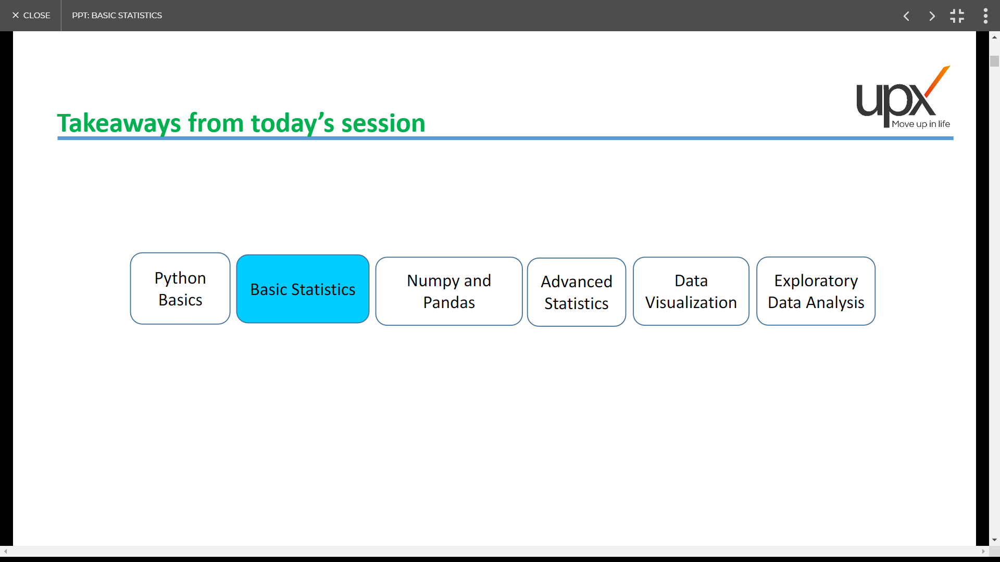 CLOSE
PPT: BASIC STATISTICS
upx
Move up in life
Takeaways from today’s session
Python
Basics
Basic Statistics
Numpy and
Pandas
Advanced
Statistics
Data
Visualization
Exploratory
Data Analysis